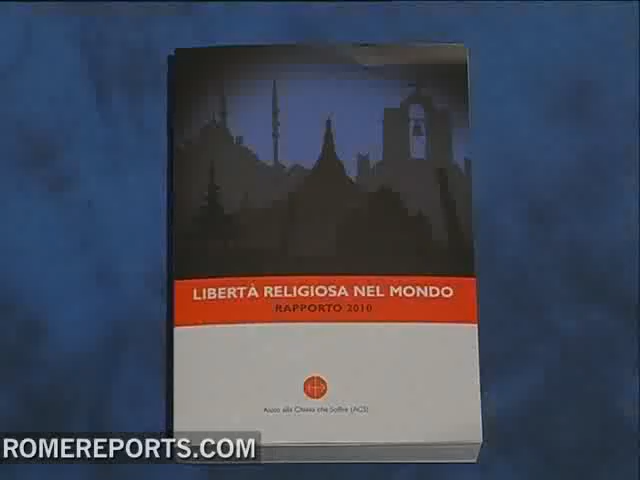 LIBERTÀ RELIGIOSA NEL MONDO
RAPPORTO 2010
Aiuto alla Chiesa che Soffre (ACS)
ROMEREPORTS.COM